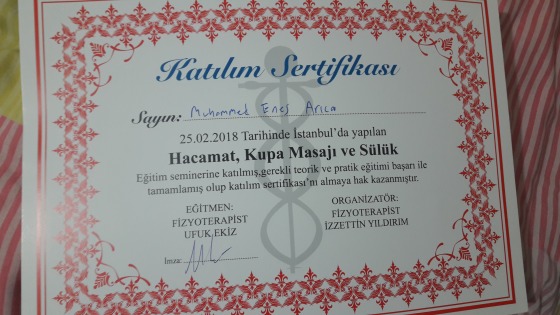 Katılım Sertifikası
Sayın: Muhammed Enes Arıca
25.02.2018 Tarihinde İstanbul'da yapılan
Hacamat, Kupa Masajı ve Sülük
Eğitim seminerine katılmış,gerekli teorik ve pratik eğitimi başarı ile
tamamlamış olup katılım sertifikası'nı almaya hak kazanmıştır.
EĞİTMEN:
FİZYOTERAPİST
UFUK,EKİZ
İmza:
ORGANİZATÖR:
FİZYOTERAPİST
İZZETTİN YILDIRIM